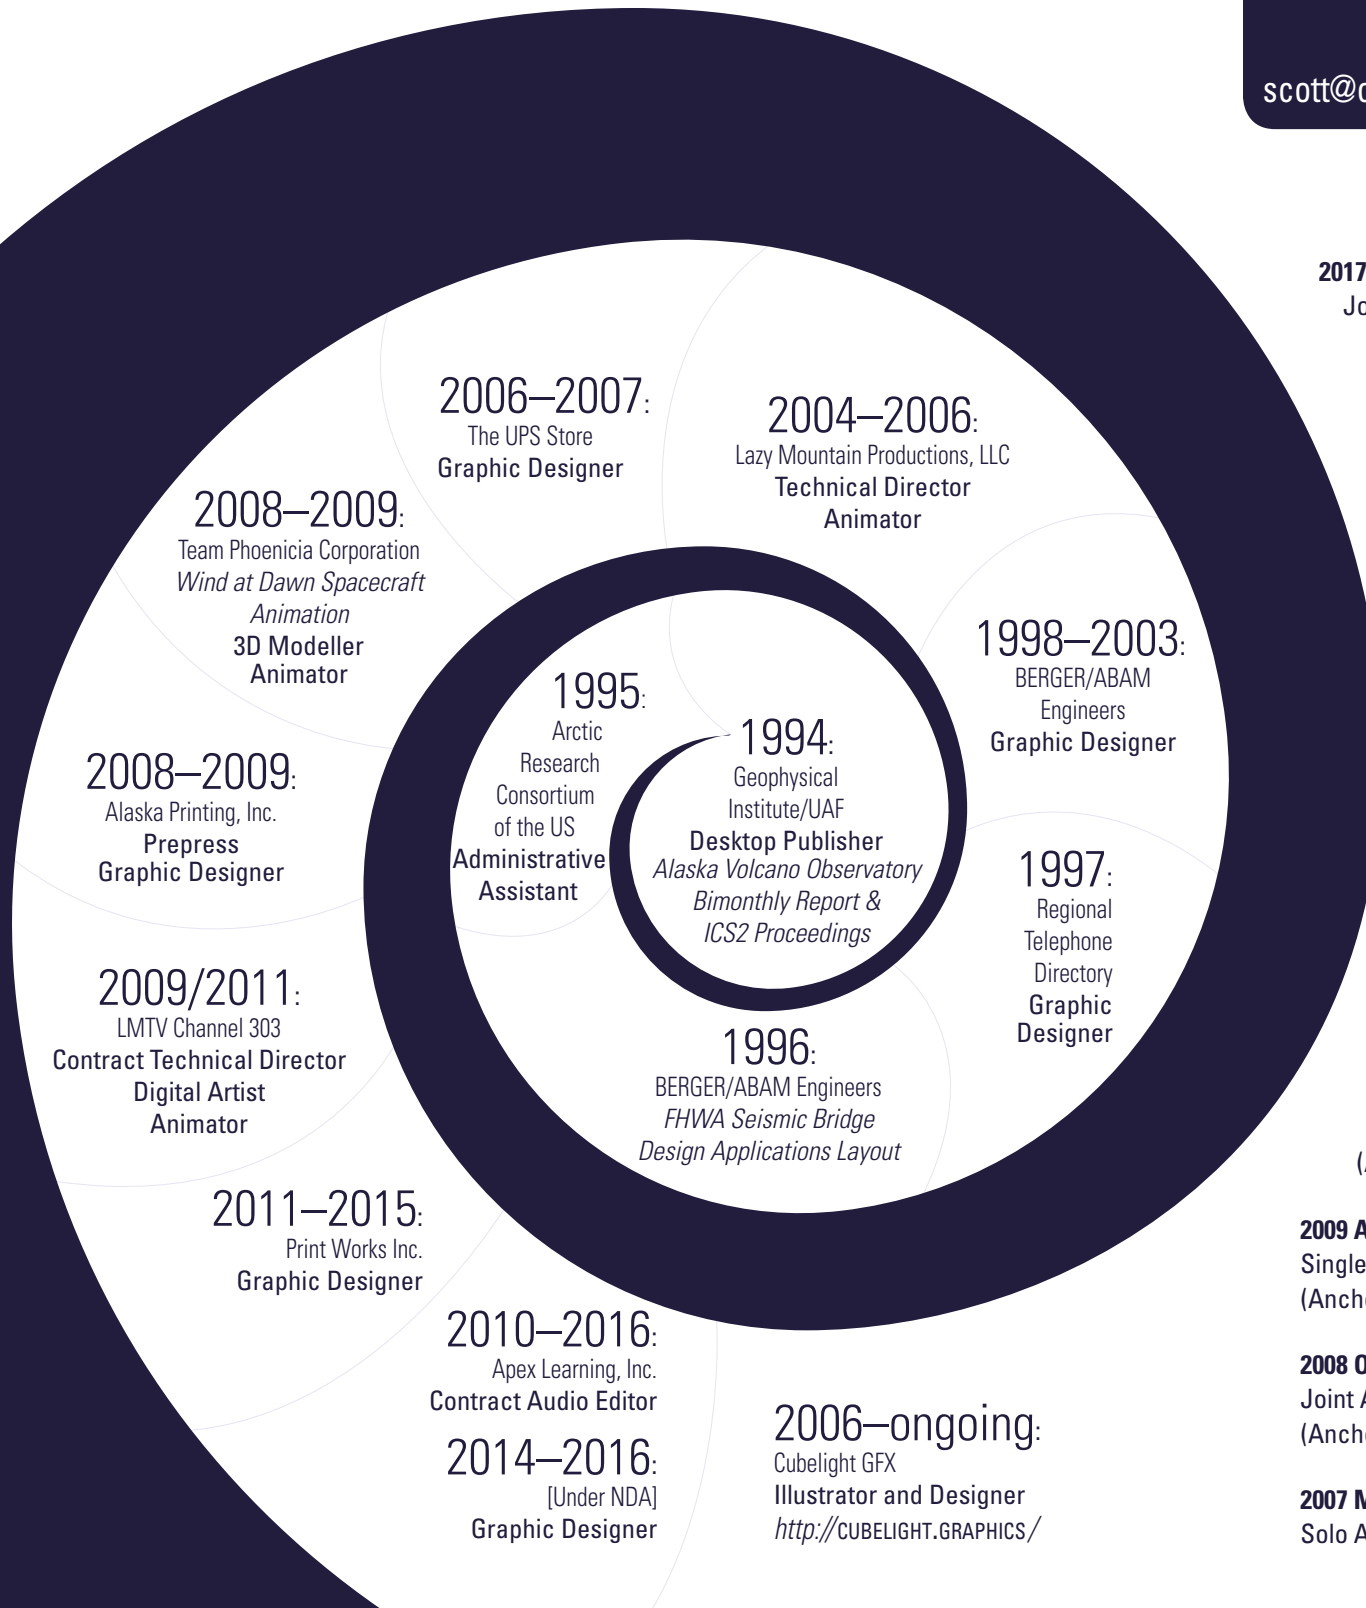 scott@
2017
2006–2007:
The UPS Store
Graphic Designer
2004–2006:
Lazy Mountain Productions, LLC
Technical Director
Animator
2008–2009:
Team Phoenicia Corporation
Wind at Dawn Spacecraft
Animation
3D Modeller
Animator
1998–2003:
BERGER/ABAM
Engineers
Graphic Designer
1995:
Arctic
Research
Consortium
of the US
Administrative
Assistant
1994:
Geophysical
Institute/UAF
Desktop Publisher
Alaska Volcano Observatory
Bimonthly Report &
ICS2 Proceedings
2008–2009:
Alaska Printing, Inc.
Prepress
Graphic Designer
1997:
Regional
Telephone
Directory
Graphic
Designer
2009/2011:
LMTV Channel 303
Contract Technical Director
Digital Artist
Animator
1996:
BERGER/ABAM Engineers
FHWA Seismic Bridge
Design Applications Layout
2011–2015:
Print Works Inc.
Graphic Designer
2010–2016:
Apex Learning, Inc.
Contract Audio Editor
2014–2016:
[Under NDA]
Graphic Designer
2006–ongoing:
Cubelight GFX
Illustrator and Designer
http://CUBELIGHT.GRAPHICS/
2009
Single
2008
Joint
2007
Solo